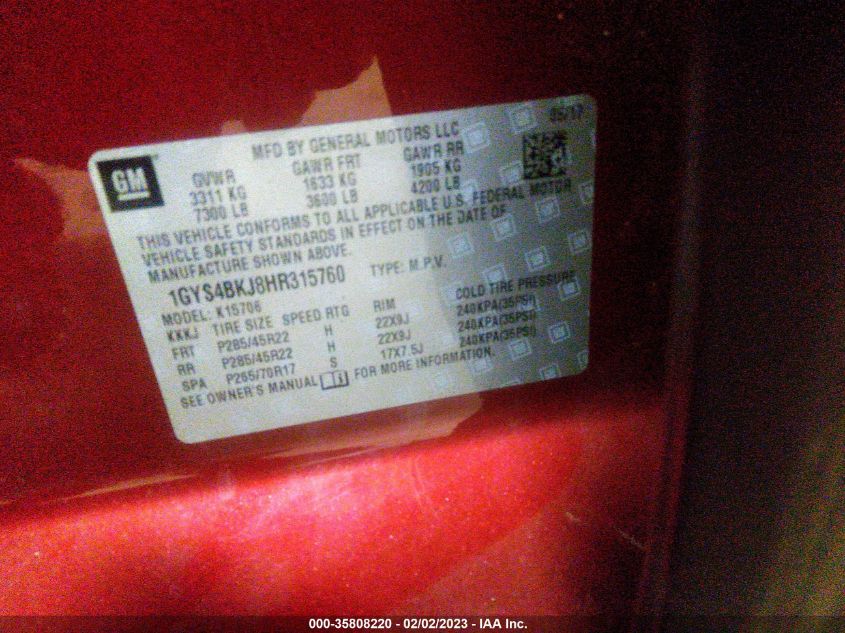 05/17
MFD BY GENERAL MOTORS LLC
GM
GVWR GAWR FRT GAWR RR
3311 KG 1633 KG 1905 KG
7300 LB 3600 LB 4200 LB
THIS VEHICLE CONFORMS TO ALL APPLICABLE U.S. FEDERAL MOTOR
VEHICLE SAFETY STANDARDS IN EFFECT ON THE DATE OF
MANUFACTURE SHOWN ABOVE.
1GYS4BKJ8HR315760 TYPE: M.P.V.
MODEL: K15706
KKKJ TIRE SIZE SPEED RTG RIM COLD TIRE PRESSURE
FRT P285/45R22 H 22X9J 240KPA(35PSI)
RR P285/45R22 H 22X9J 240KPA(35PSI)
SPA P265/70R17 S 17X7.5J 240KPA(35PSI)
SEE OWNER'S MANUAL FOR MORE INFORMATION.
000-35808220 - 02/02/2023 - IAA Inc.